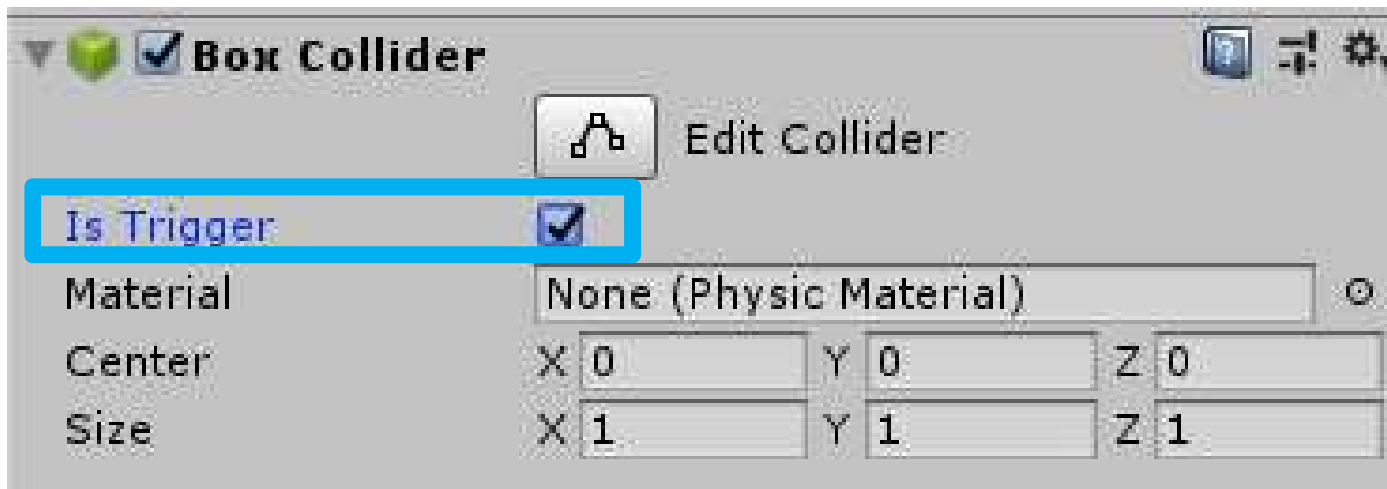 Box Collider
Edit Collider
Is Trigger
Material None (Physic Material)
Center X 0 Y 0 Z 0
Size X 1 Y 1 Z 1